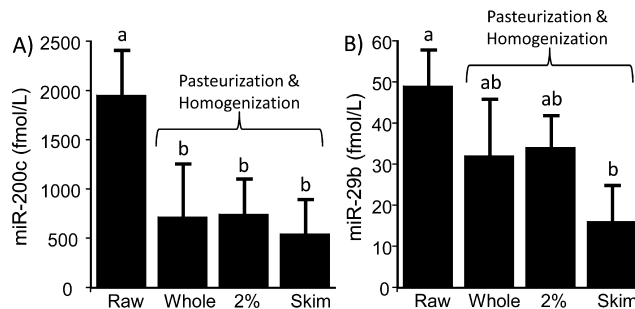 A)
miR-200c (fmol/L)
2500
2000
1500
1000
500
0
a
Pasteurization &
Homogenization
b
b
b
Raw Whole 2% Skim
B)
miR-29b (fmol/L)
60
50
40
30
20
10
0
Pasteurization &
Homogenization
a
ab
ab
b
Raw Whole 2% Skim